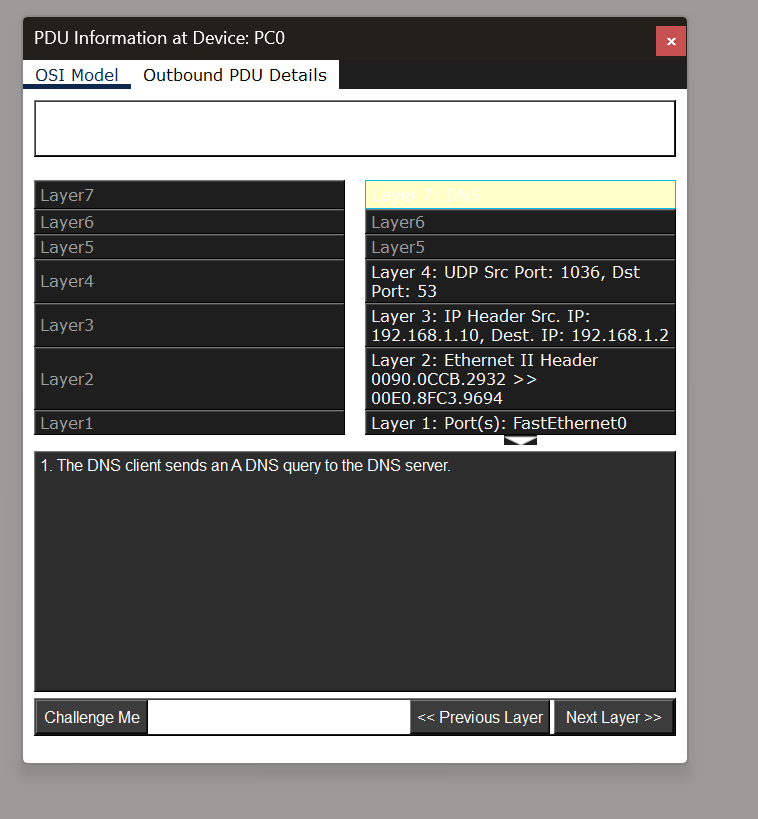 PDU Information at Device: PC0
x
OSI Model
Outbound PDU Details
Layer7
Layer6
Layer5
Layer4
Layer3
Layer2
Layer1
Layer 7: DNS
Layer6
Layer5
Layer 4: UDP Src Port: 1036, Dst
Port: 53
Layer 3: IP Header Src. IP:
192.168.1.10, Dest. IP: 192.168.1.2
Layer 2: Ethernet II Header
0090.0CCB.2932 >>
00E0.8FC3.9694
Layer 1: Port(s): FastEthernet0
1. The DNS client sends an A DNS query to the DNS server.
Challenge Me
<< Previous Layer
Next Layer >>